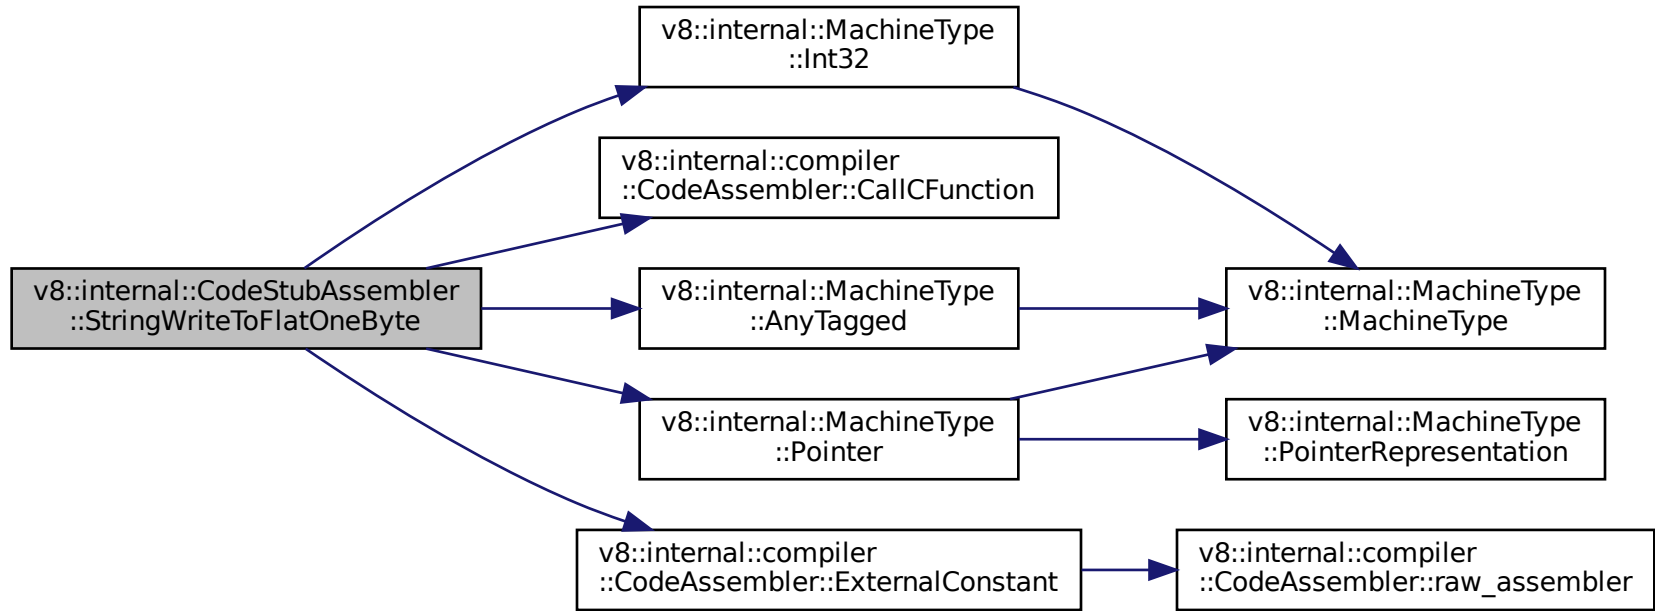 v8::internal::CodeStubAssembler
::StringWriteToFlatOneByte
v8::internal::MachineType
::Int32
v8::internal::compiler
::CodeAssembler::CallCFunction
v8::internal::MachineType
::AnyTagged
v8::internal::MachineType
::Pointer
v8::internal::compiler
::CodeAssembler::ExternalConstant
v8::internal::MachineType
::MachineType
v8::internal::MachineType
::PointerRepresentation
v8::internal::compiler
::CodeAssembler::raw_assembler